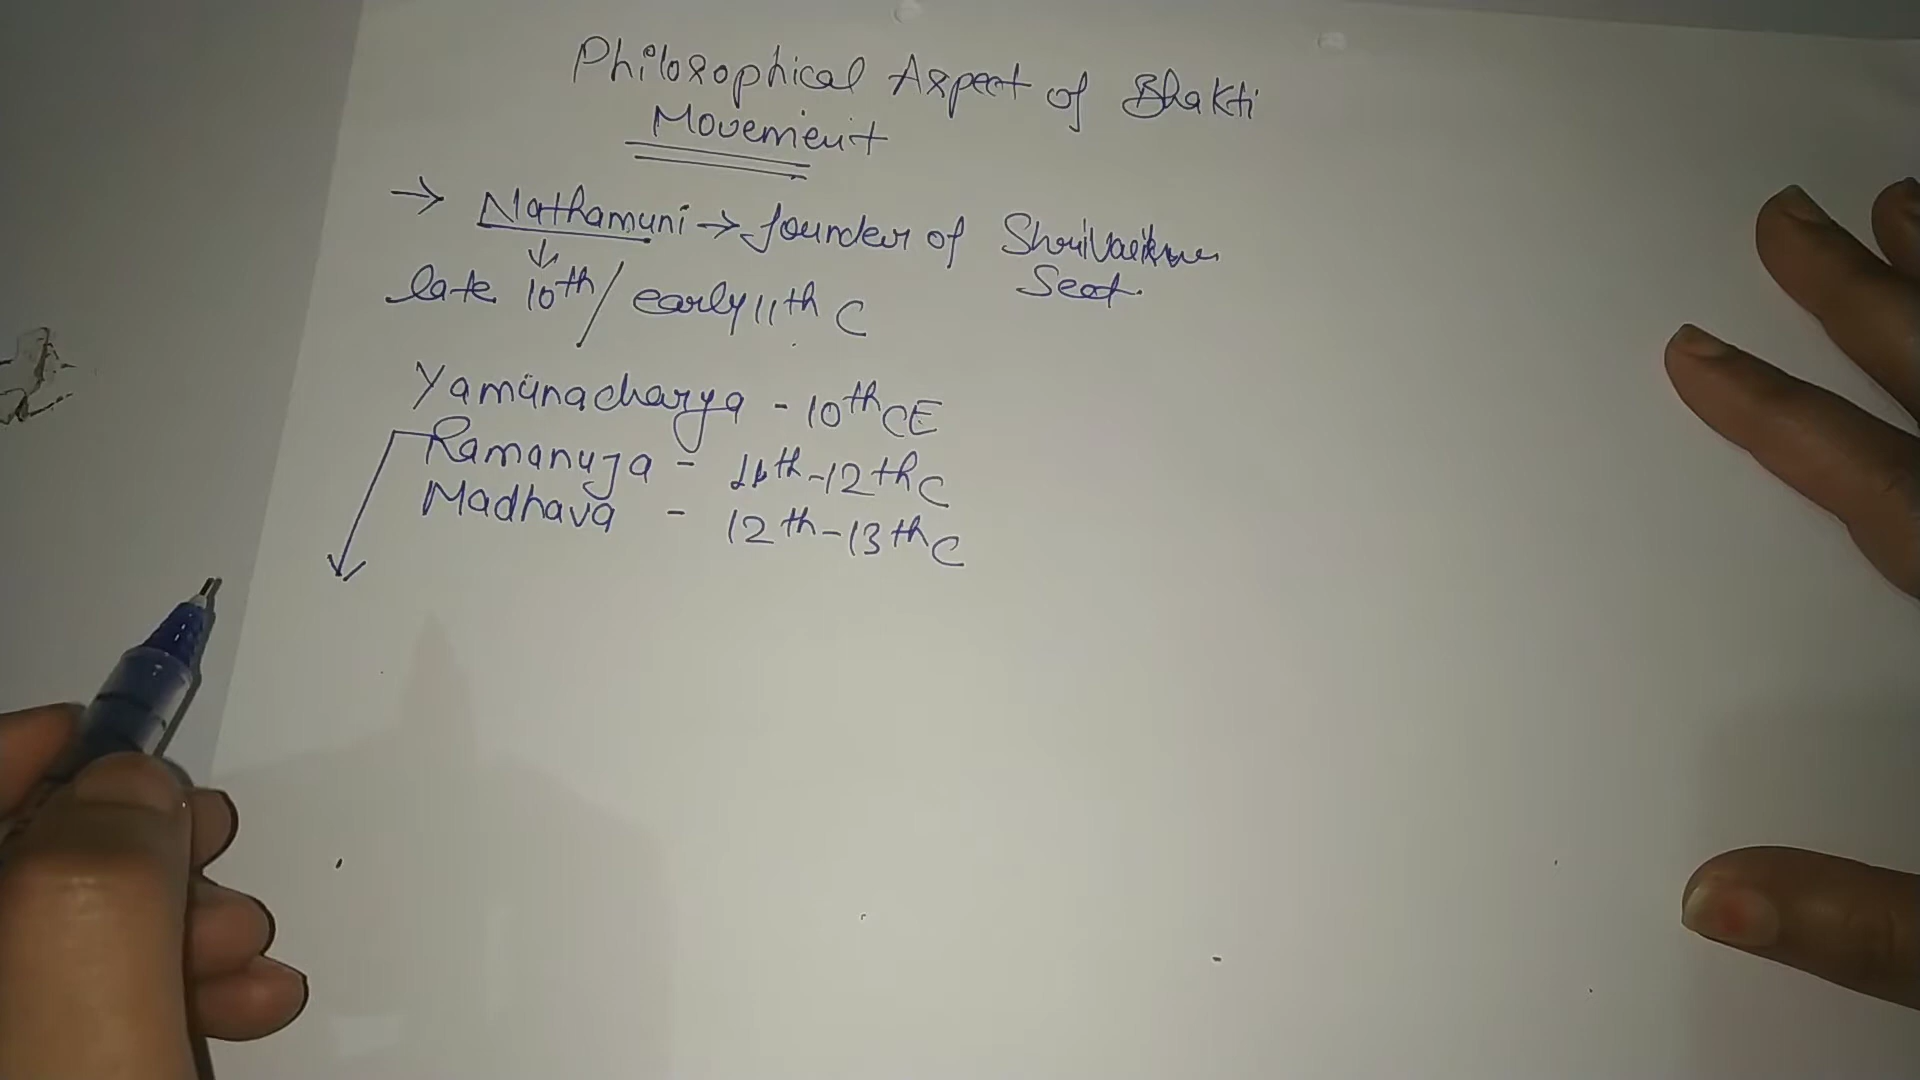 Philosophical Aspect of Bhakti
Movement
→ Nathamuni → founder of
Sect.
↓
late 10th / early 11th C
Yamunacharya - 10th CE
Ramanuja - 11th-12th C
Madhava - 12th-13th C